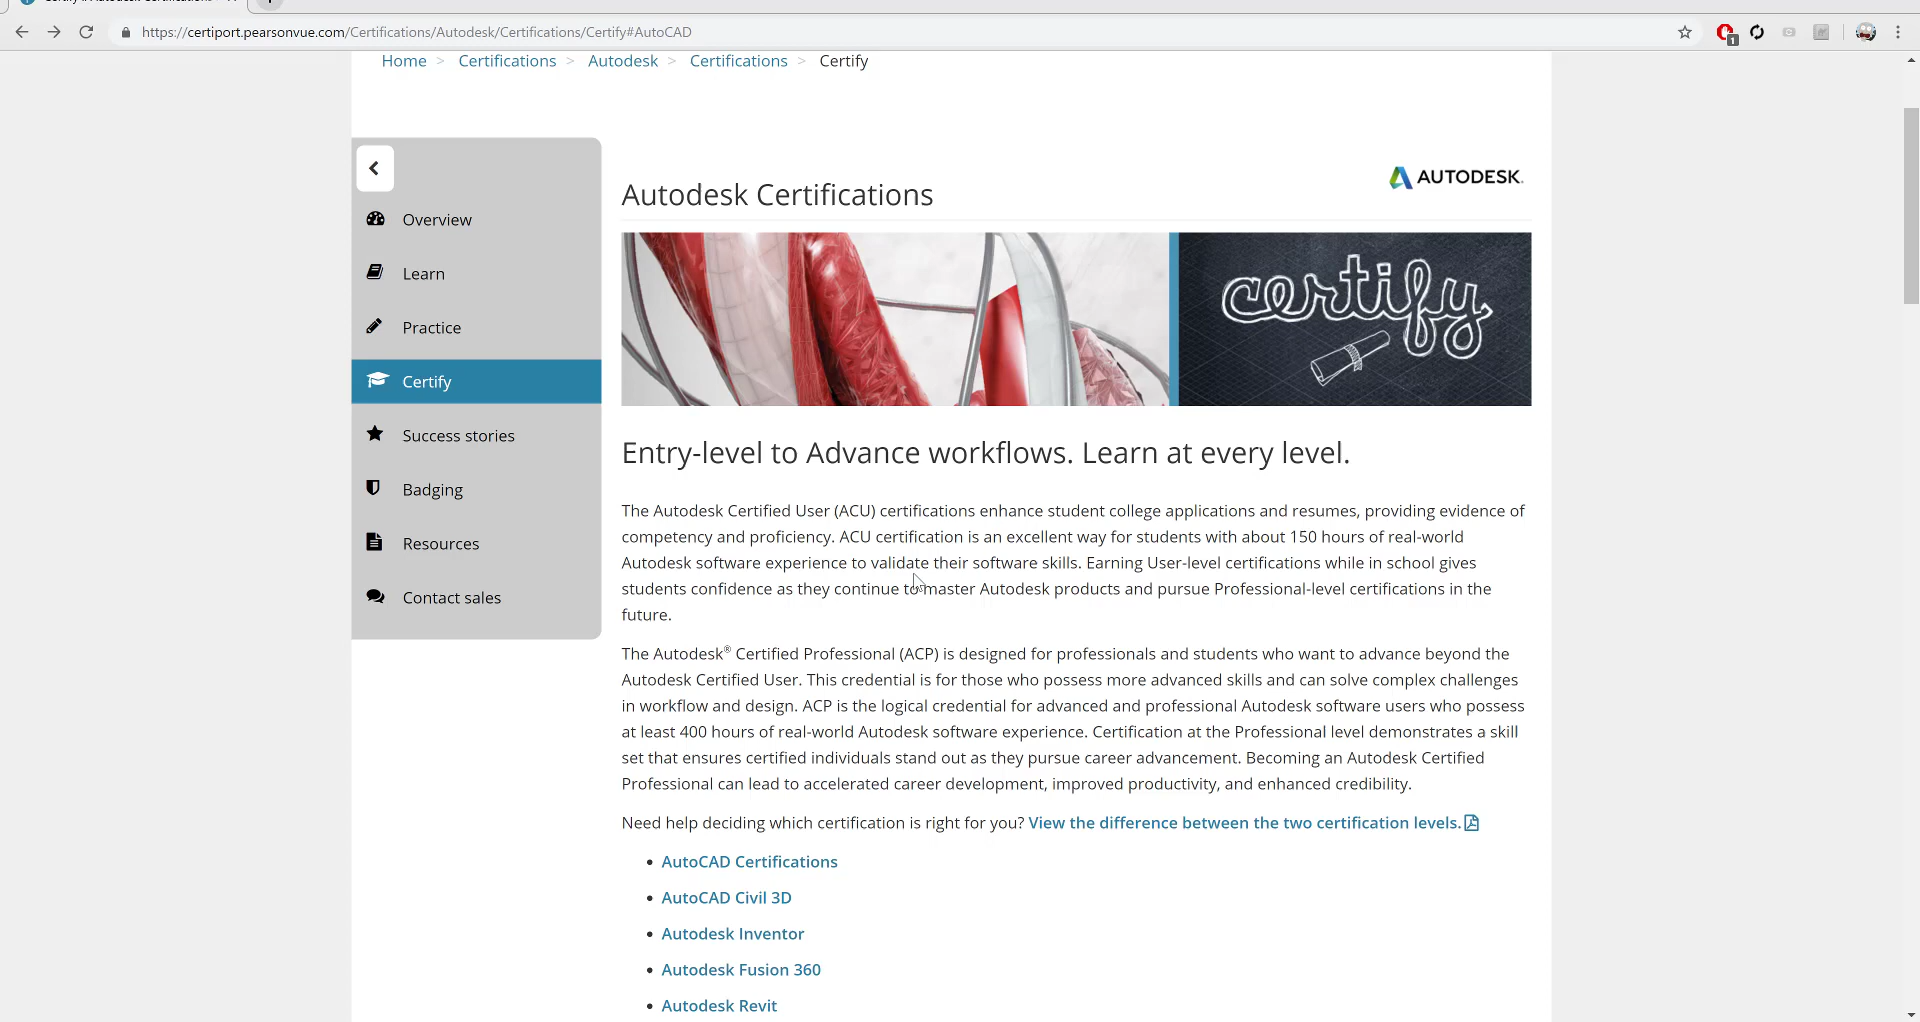 https://certiport.pearsonvue.com/Certifications/Autodesk/Certifications/Certify#AutoCAD
1
Home > Certifications > Autodesk > Certifications > Certify
AUTODESK.
Autodesk Certifications
Overview
Learn
Practice
Certify
Success stories
Badging
Resources
Contact sales
certify
Entry-level to Advance workflows. Learn at every level.
The Autodesk Certified User (ACU) certifications enhance student college applications and resumes, providing evidence of
competency and proficiency. ACU certification is an excellent way for students with about 150 hours of real-world
Autodesk software experience to validate their software skills. Earning User-level certifications while in school gives
students confidence as they continue to master Autodesk products and pursue Professional-level certifications in the
future.
The Autodesk® Certified Professional (ACP) is designed for professionals and students who want to advance beyond the
Autodesk Certified User. This credential is for those who possess more advanced skills and can solve complex challenges
in workflow and design. ACP is the logical credential for advanced and professional Autodesk software users who possess
at least 400 hours of real-world Autodesk software experience. Certification at the Professional level demonstrates a skill
set that ensures certified individuals stand out as they pursue career advancement. Becoming an Autodesk Certified
Professional can lead to accelerated career development, improved productivity, and enhanced credibility.
Need help deciding which certification is right for you? View the difference between the two certification levels.
• AutoCAD Certifications
• AutoCAD Civil 3D
• Autodesk Inventor
• Autodesk Fusion 360
• Autodesk Revit